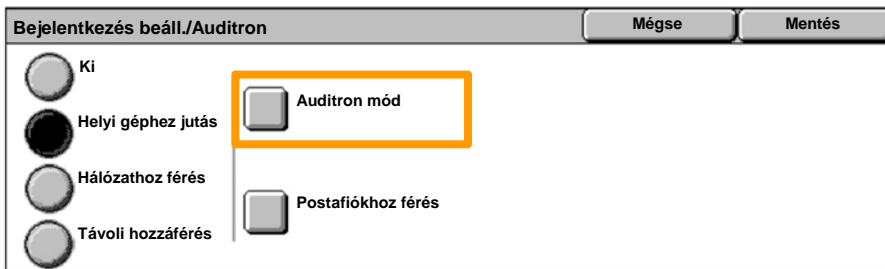 Bejelentkezés beáll./Auditron Mégse Mentés
Ki
Auditron mód
Helyi géphez jutás
Hálózathoz férés
Postafiókhoz férés
Távoli hozzáférés